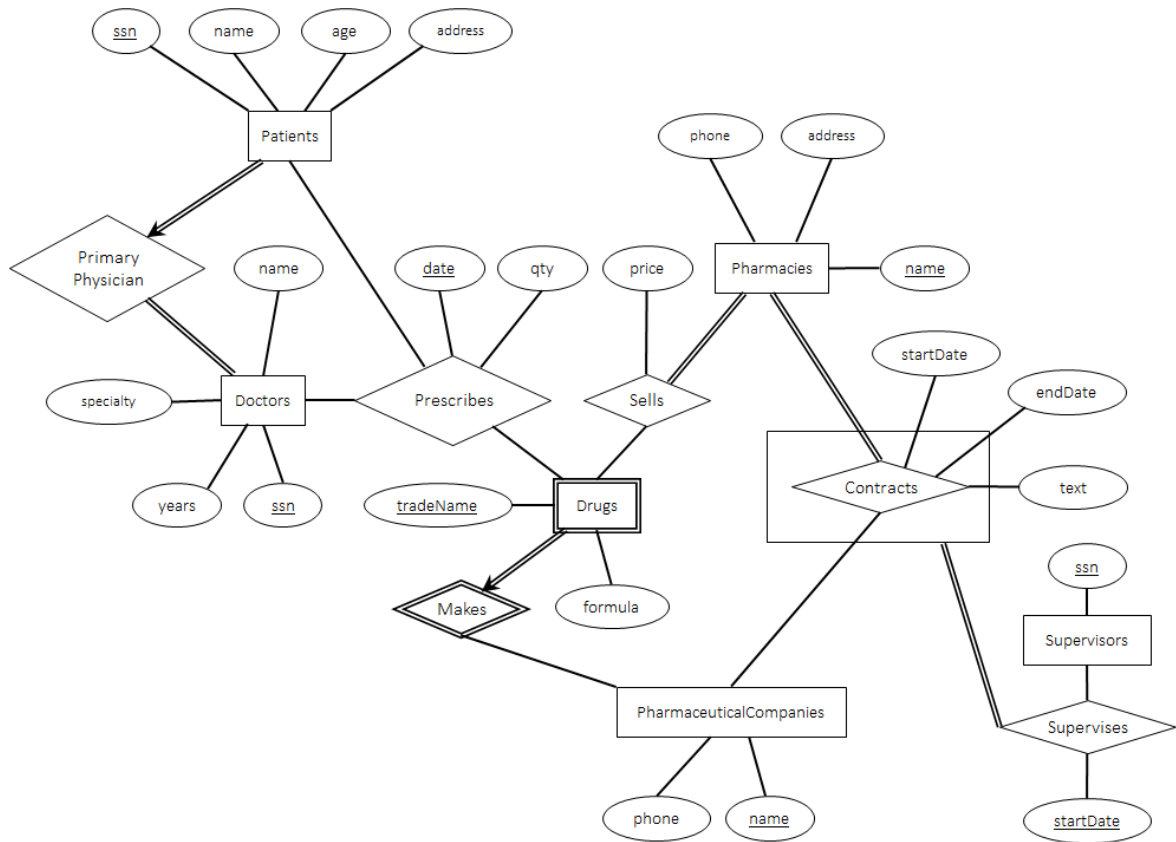 ssn
name
age
address
Patients
phone
address
Primary
Physician
name
date
qty
price
Pharmacies
name
startDate
endDate
specialty
Doctors
Prescribes
Sells
Contracts
text
years
ssn
tradeName
Drugs
ssn
Makes
formula
Supervisors
PharmaceuticalCompanies
Supervises
phone
name
startDate